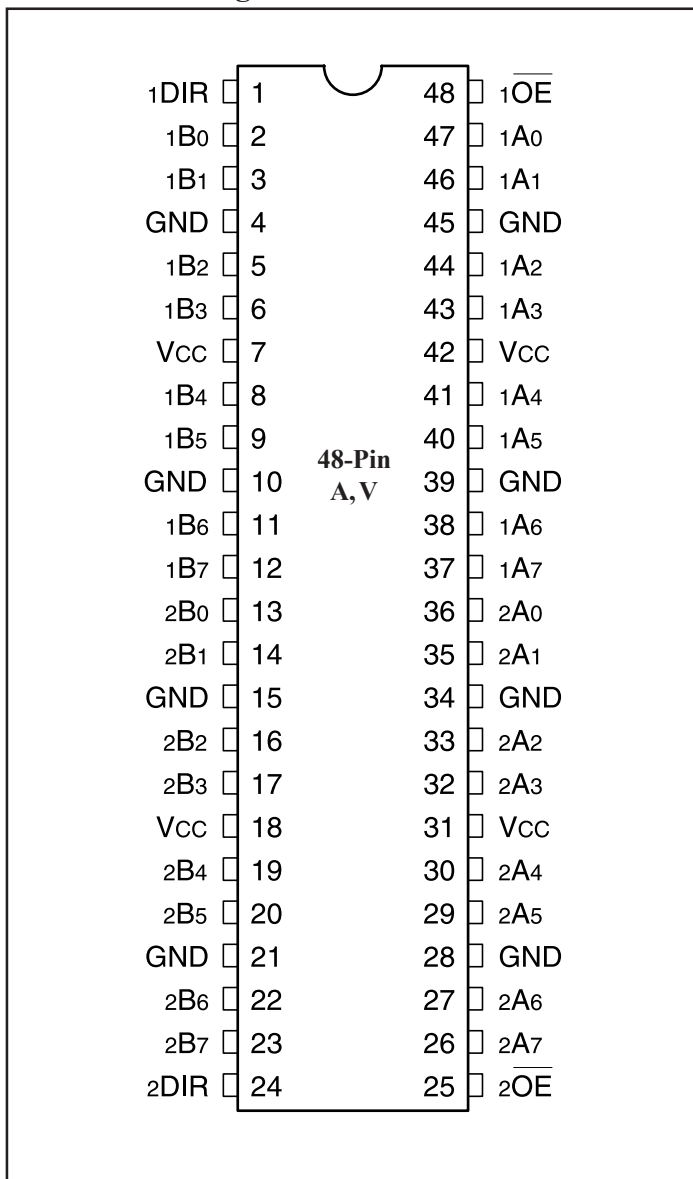 1DIR 1 48 1OE
1B0 2 47 1A0
1B1 3 46 1A1
GND 4 45 GND
1B2 5 44 1A2
1B3 6 43 1A3
VCC 7 42 VCC
1B4 8 41 1A4
1B5 9 40 1A5
48-Pin
GND 10 39 GND
A, V
1B6 11 38 1A6
1B7 12 37 1A7
2B0 13 36 2A0
2B1 14 35 2A1
GND 15 34 GND
2B2 16 33 2A2
2B3 17 32 2A3
VCC 18 31 VCC
2B4 19 30 2A4
2B5 20 29 2A5
GND 21 28 GND
2B6 22 27 2A6
2B7 23 26 2A7
2DIR 24 25 2OE